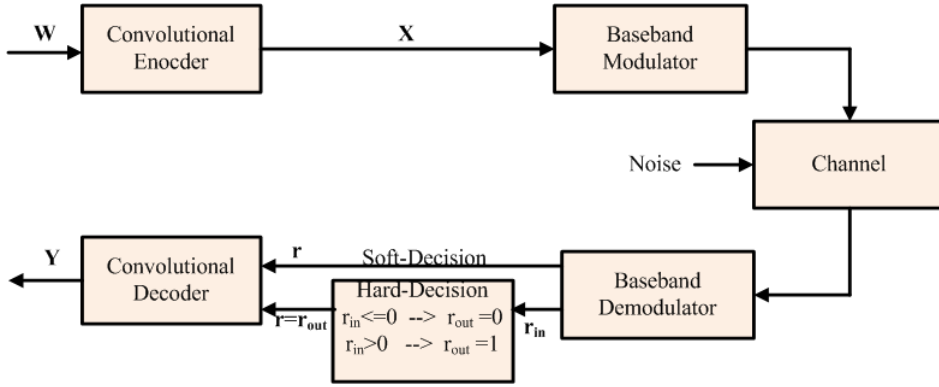 W
Convolutional
Enocder
X
Baseband
Modulator
Noise
Channel
Y
Convolutional
Decoder
r
Soft-Decision
Hard-Decision
r=rout
rin<=0 --> rout =0
rin>0 --> rout =1
rin
Baseband
Demodulator